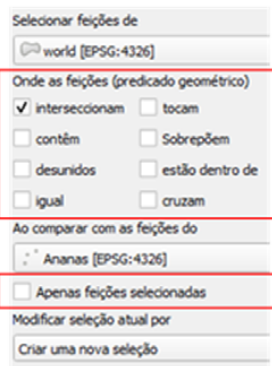 Selecionar feições de
world [EPSG:4326]
Onde as feições (predicado geométrico)
interseccionam tocam
contêm Sobrepõem
desunidos estão dentro de
igual cruzam
Ao comparar com as feições do
Ananas [EPSG:4326]
Apenas feições selecionadas
Modificar seleção atual por
Criar uma nova seleção